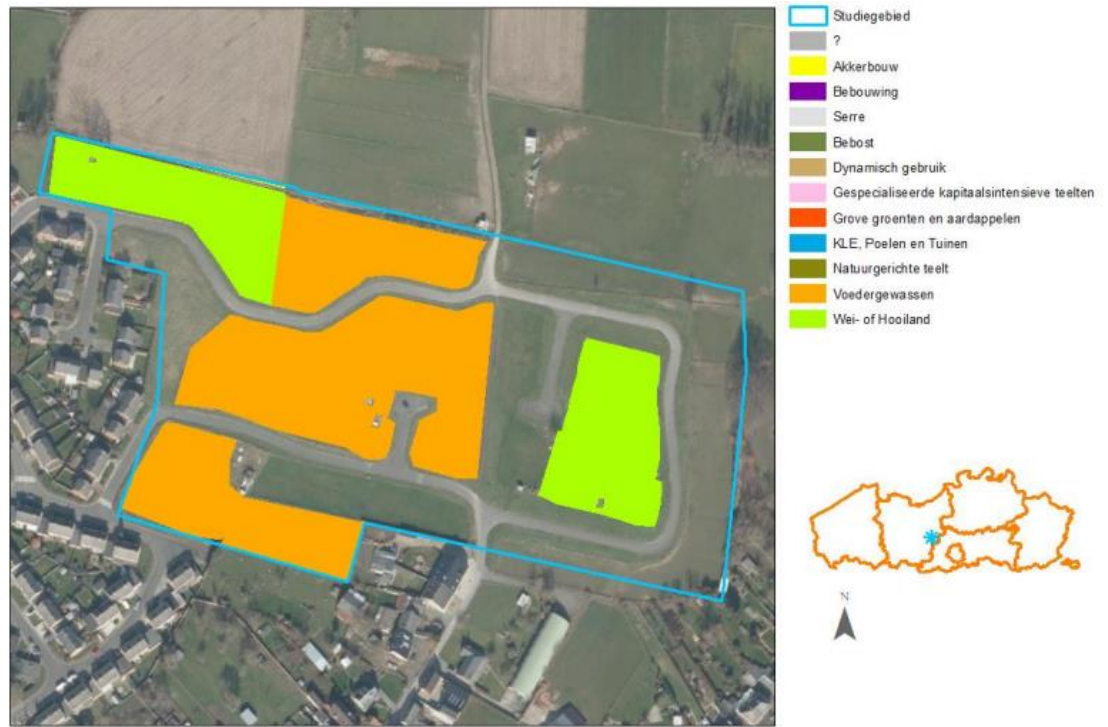 Studiegebied
?
Akkerbouw
Bebouwing
Serre
Bebost
Dynamisch gebruik
Gespecialiseerde kapitaalsintensieve teelten
Grove groenten en aardappelen
KLE, Poelen en Tuinen
Natuurgerichte teelt
Voedergewassen
Wei- of Hooiland
N